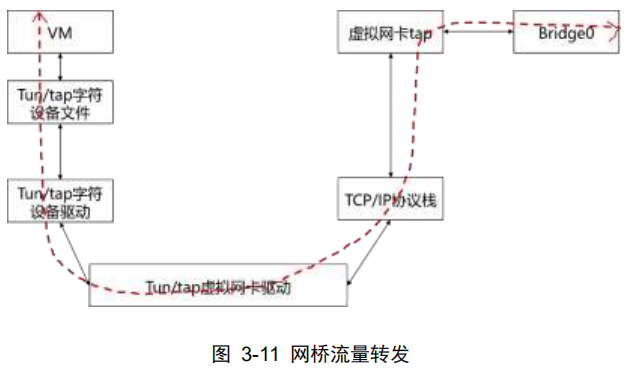 VM
虚拟网卡tap
Bridge0
Tun/tap字符
设备文件
Tun/tap字符
设备驱动
TCP/IP协议栈
Tun/tap虚拟网卡驱动
图 3-11 网桥流量转发